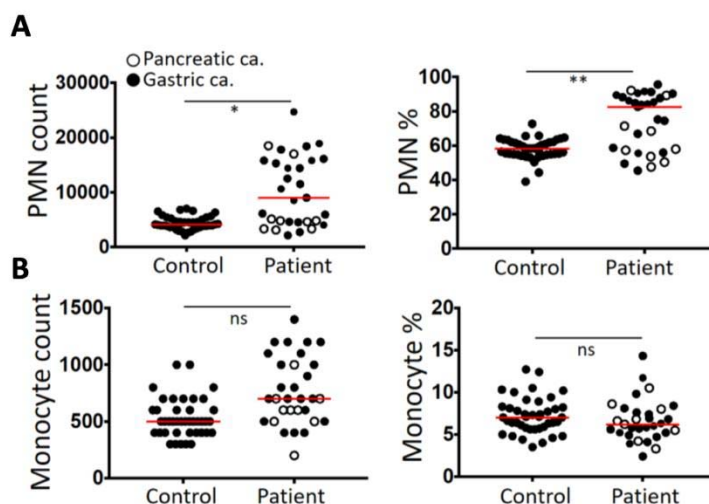 A
Pancreatic ca.
Gastric ca.
PMN count
30000
20000
10000
0
*
Control
Patient
PMN %
100
80
60
40
20
0
**
Control
Patient
B
Monocyte count
1500
1000
500
0
ns
Control
Patient
Monocyte %
20
15
10
5
0
ns
Control
Patient